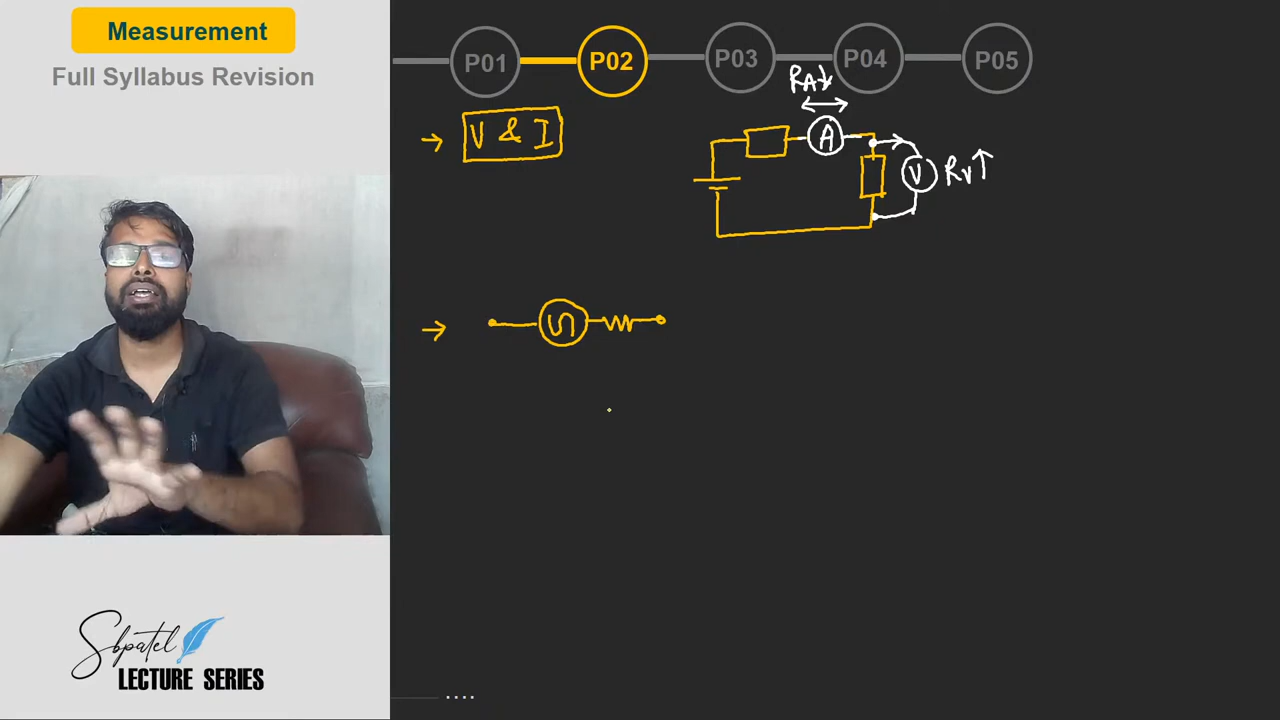 Measurement
Full Syllabus Revision
P01
P02
P03
P04
P05
RA↓
→ V & I
A
V
Rv↑
→
Sbpatel
LECTURE SERIES